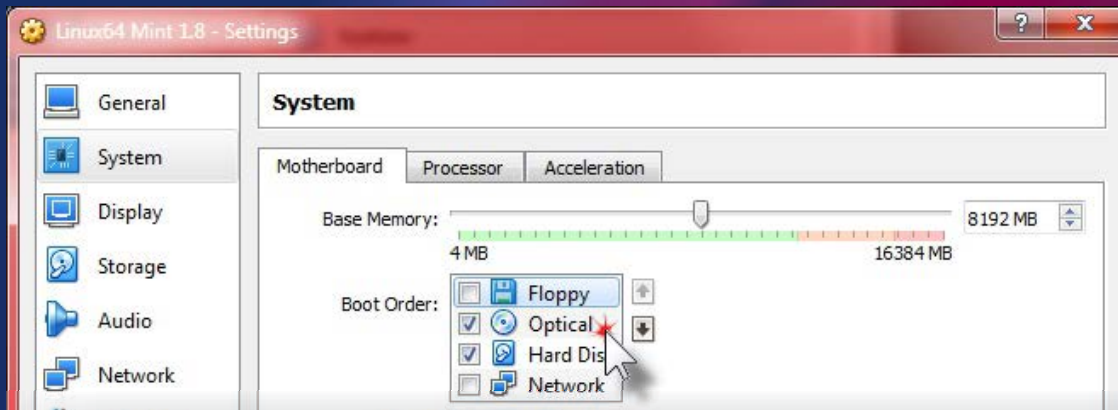 Linux64 Mint 1.8 - Settings
?
X
General
System
Display
Storage
Audio
Network
System
Motherboard
Processor
Acceleration
Base Memory:
8192 MB
4 MB
16384 MB
Boot Order:
Floppy
Optical
Hard Dis
Network